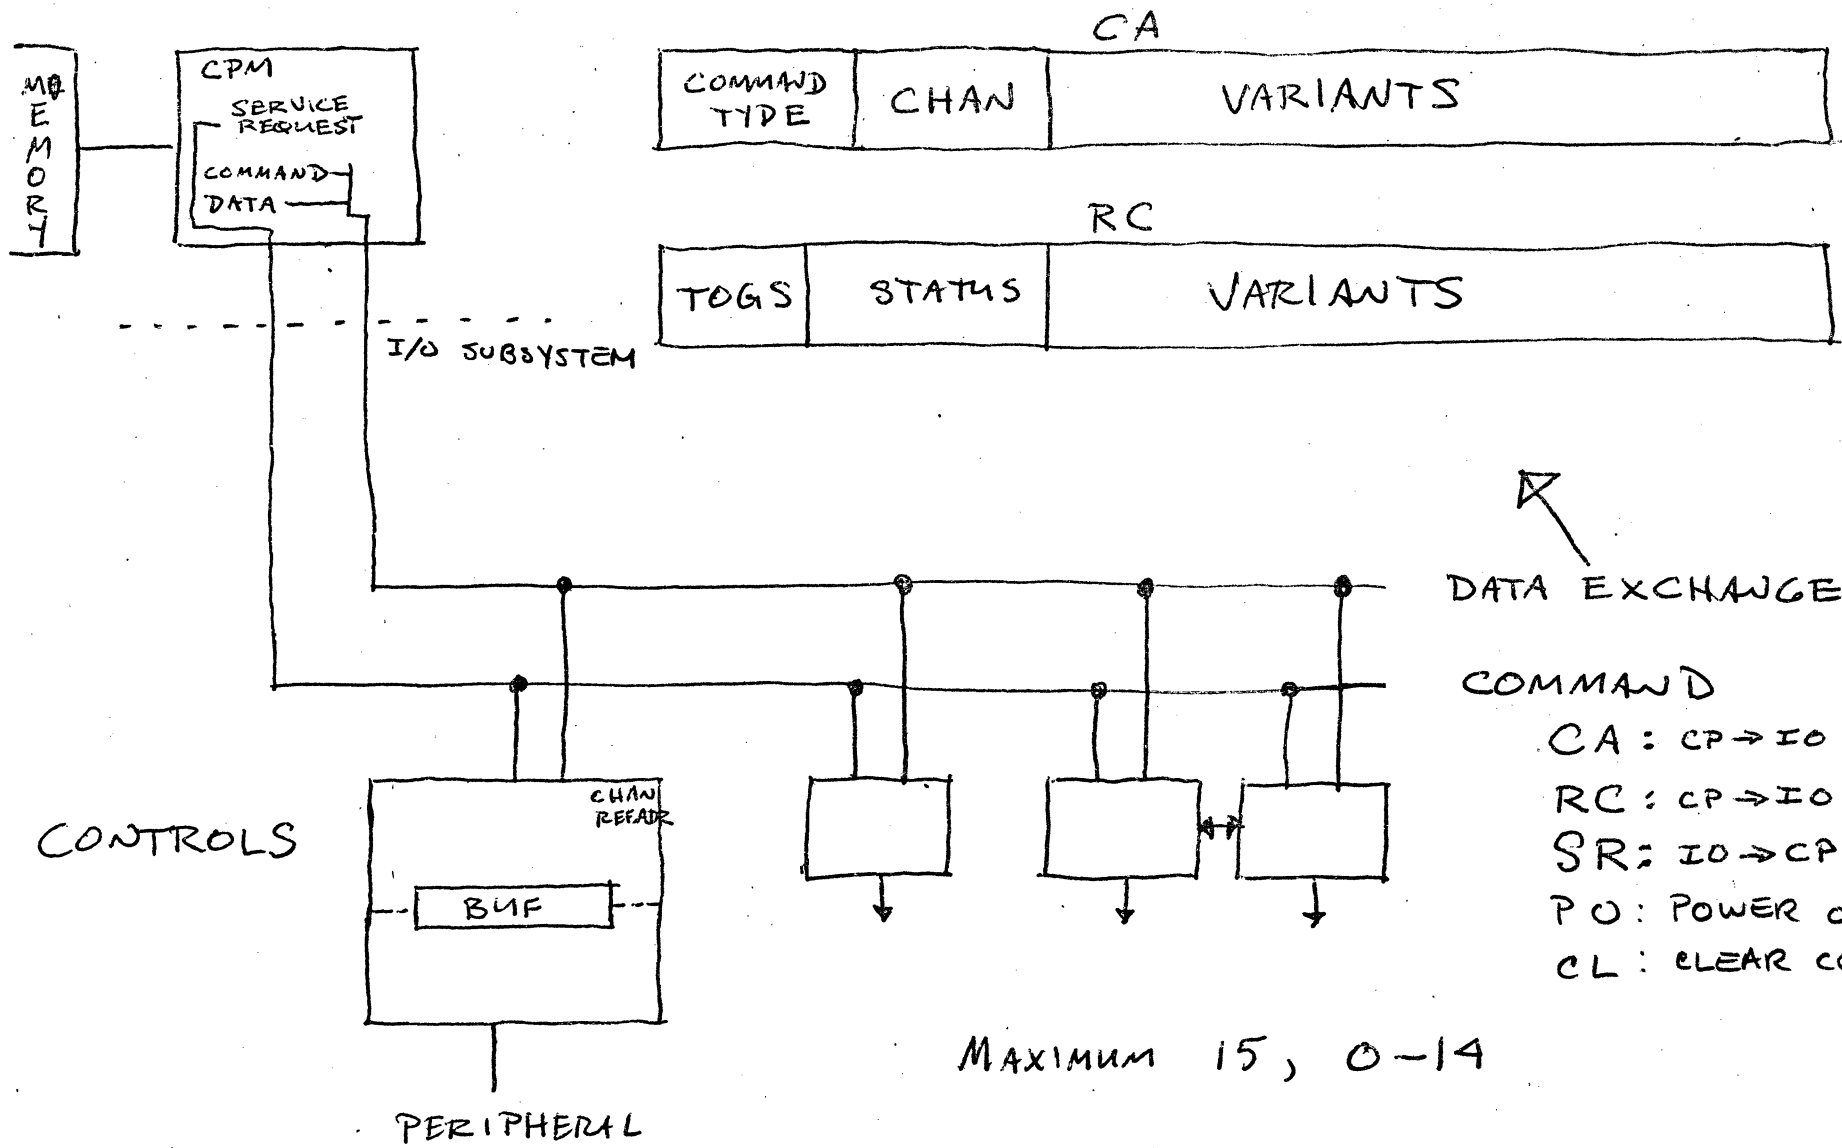 MEMORY
CPM
SERVICE
REQUEST
COMMAND
DATA
I/O SUBSYSTEM
CA
COMMAND
TYPE
CHAN
VARIANTS
RC
TOGS
STATUS
VARIANTS
DATA EXCHANGE
COMMAND
CA: CP→IO
RC: CP→IO
SR: IO→CP
PO: POWER
CL: CLEAR
CONTROLS
CHAN
REFADR
BUF
PERIPHERAL
MAXIMUM 15, 0-14